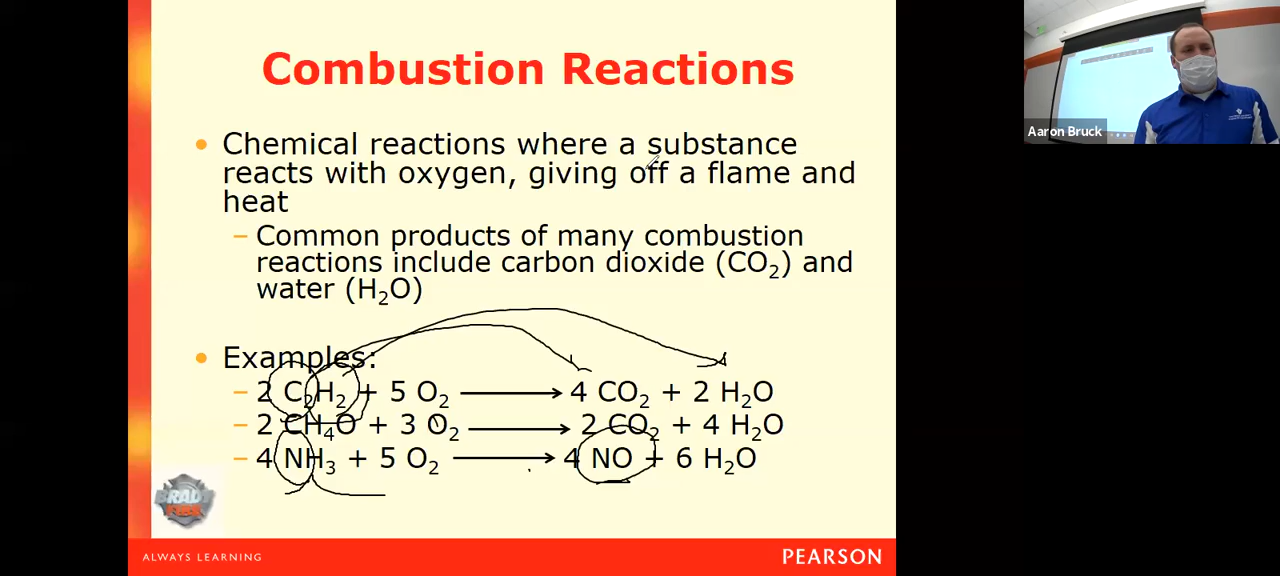 Combustion Reactions
• Chemical reactions where a substance
reacts with oxygen, giving off a flame and
heat
– Common products of many combustion
reactions include carbon dioxide (CO₂) and
water (H₂O)
• Examples:
– 2 C₂H₂ + 5 O₂ ⟶ 4 CO₂ + 2 H₂O
– 2 CH₄O + 3 O₂ ⟶ 2 CO₂ + 4 H₂O
– 4 NH₃ + 5 O₂ ⟶ 4 NO + 6 H₂O
BRADY
FIRE
ALWAYS LEARNING
PEARSON
Aaron Bruck